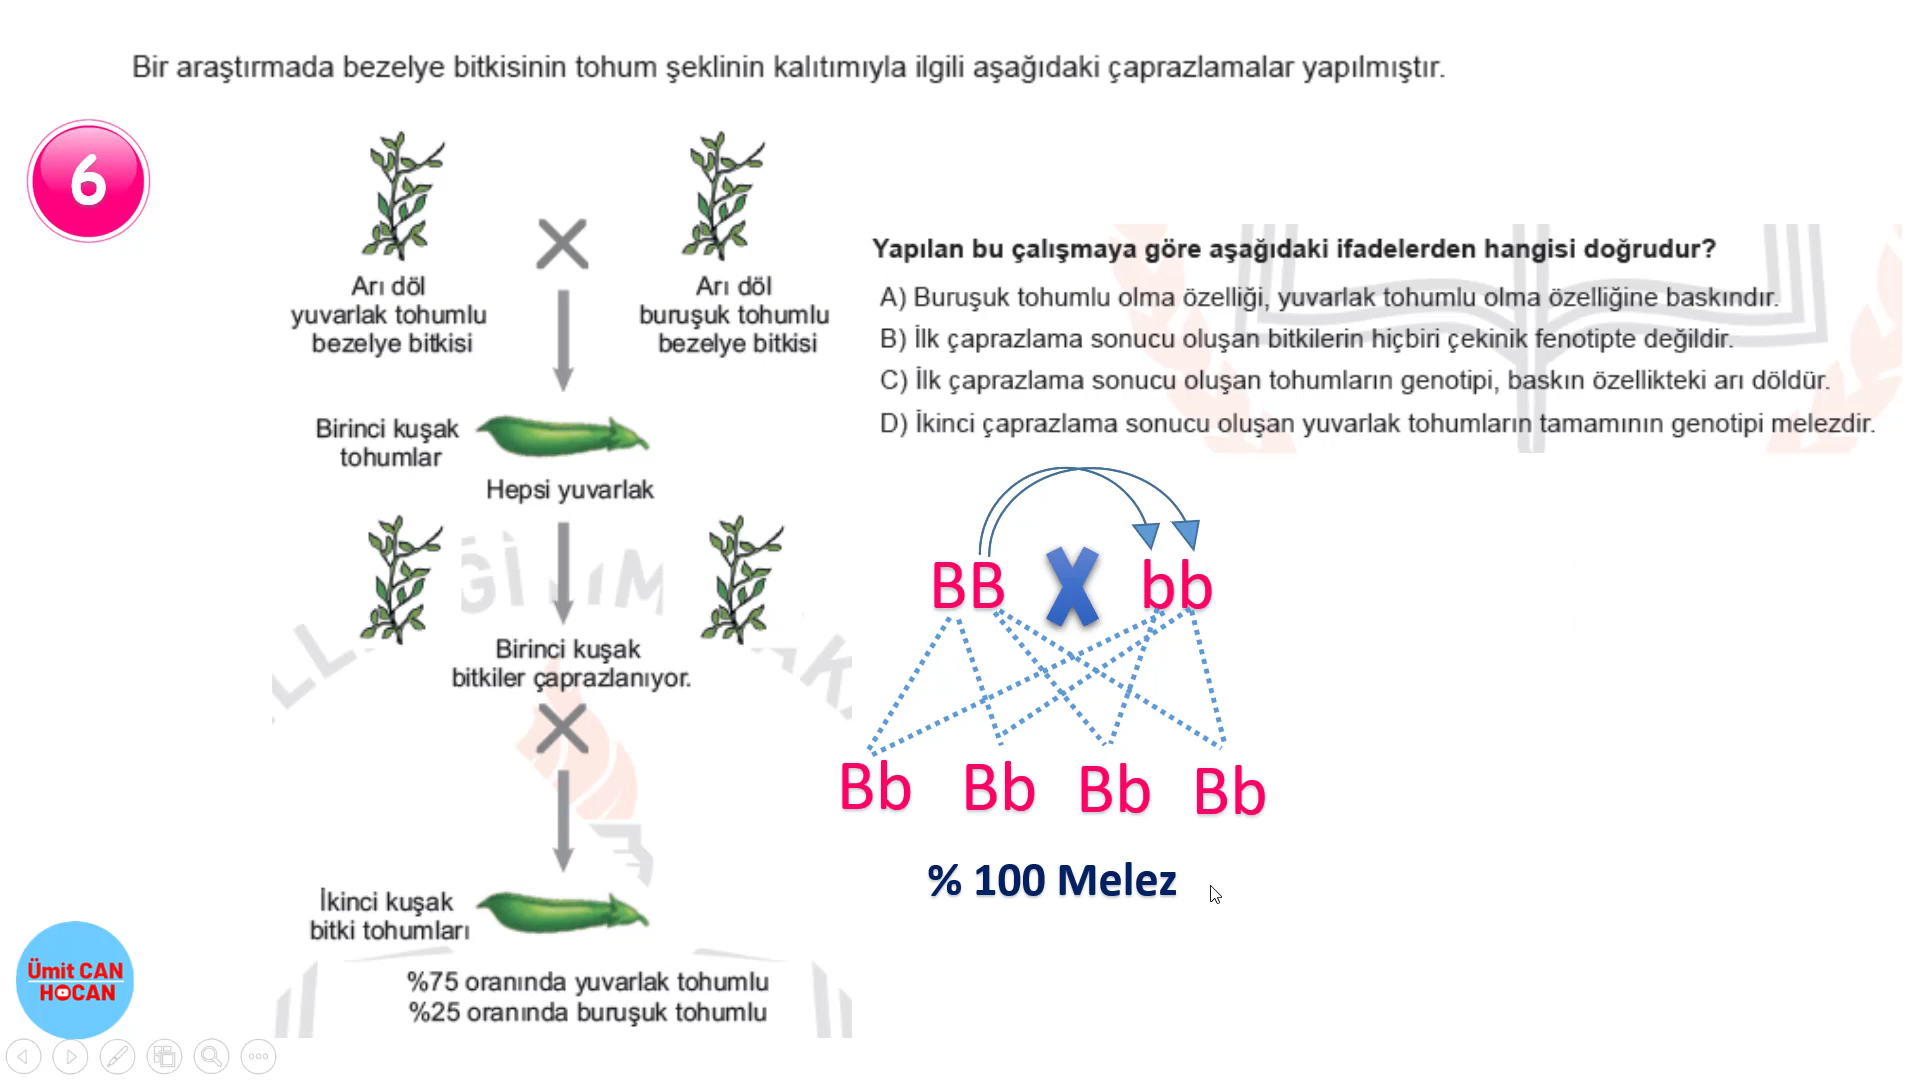 Bir araştırmada bezelye bitkisinin tohum şeklinin kalıtımıyla ilgili aşağıdaki çaprazlamalar yapılmıştır.
6
Arı döl
yuvarlak tohumlu
bezelye bitkisi
Arı döl
buruşuk tohumlu
bezelye bitkisi
Birinci kuşak
tohumlar
Hepsi yuvarlak
Birinci kuşak
bitkiler çaprazlanıyor.
İkinci kuşak
bitki tohumları
%75 oranında yuvarlak tohumlu
%25 oranında buruşuk tohumlu
Yapılan bu çalışmaya göre aşağıdaki ifadelerden hangisi doğrudur?
A) Buruşuk tohumlu olma özelliği, yuvarlak tohumlu olma özelliğine baskındır.
B) İlk çaprazlama sonucu oluşan bitkilerin hiçbiri çekinik fenotipte değildir.
C) İlk çaprazlama sonucu oluşan tohumların genotipi, baskın özellikteki arı döldür.
D) İkinci çaprazlama sonucu oluşan yuvarlak tohumların tamamının genotipi melezdir.
BB X bb
Bb Bb Bb Bb
% 100 Melez
Ümit CAN
HOCAN